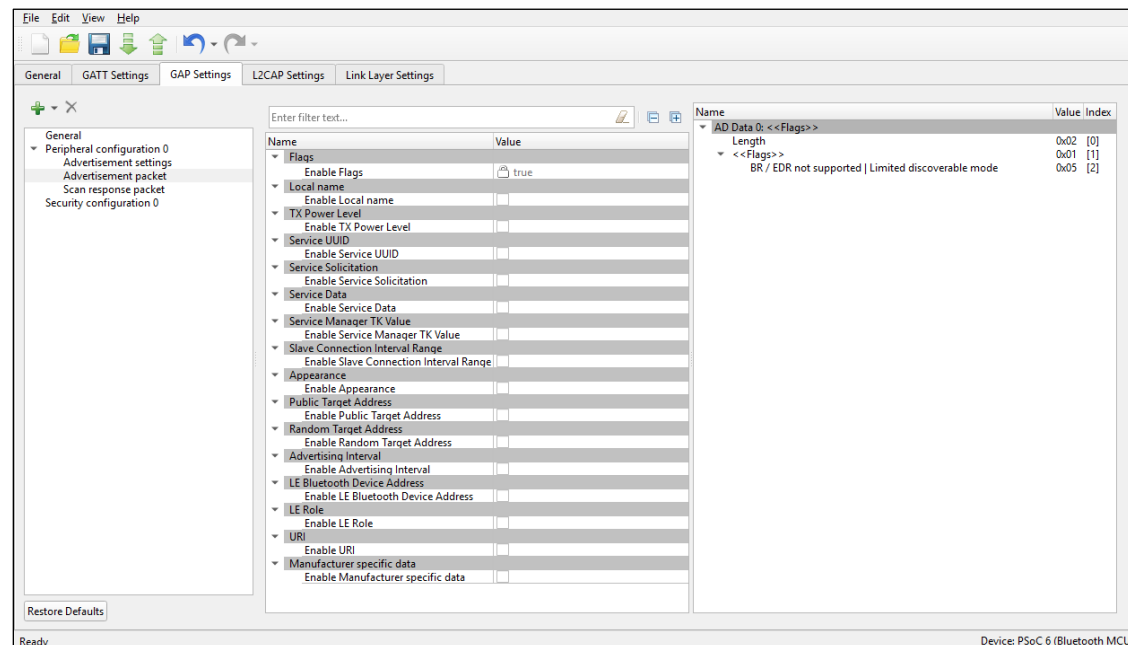 File Edit View Help
General GATT Settings GAP Settings L2CAP Settings Link Layer Settings
General
Peripheral configuration 0
Advertisement settings
Advertisement packet
Scan response packet
Security configuration 0
Restore Defaults
Enter filter text...
Name Value
Flags
Enable Flags true
Local name
Enable Local name
TX Power Level
Enable TX Power Level
Service UUID
Enable Service UUID
Service Solicitation
Enable Service Solicitation
Service Data
Enable Service Data
Service Manager TK Value
Enable Service Manager TK Value
Slave Connection Interval Range
Enable Slave Connection Interval Range
Appearance
Enable Appearance
Public Target Address
Enable Public Target Address
Random Target Address
Enable Random Target Address
Advertising Interval
Enable Advertising Interval
LE Bluetooth Device Address
Enable LE Bluetooth Device Address
LE Role
Enable LE Role
URI
Enable URI
Manufacturer specific data
Enable Manufacturer specific data
Name Value Index
AD Data 0: <<Flags>>
Length 0x02 [0]
<<Flags>> 0x01 [1]
BR / EDR not supported | Limited discoverable mode 0x05 [2]
Ready Device: PSoC 6 (Bluetooth MCU